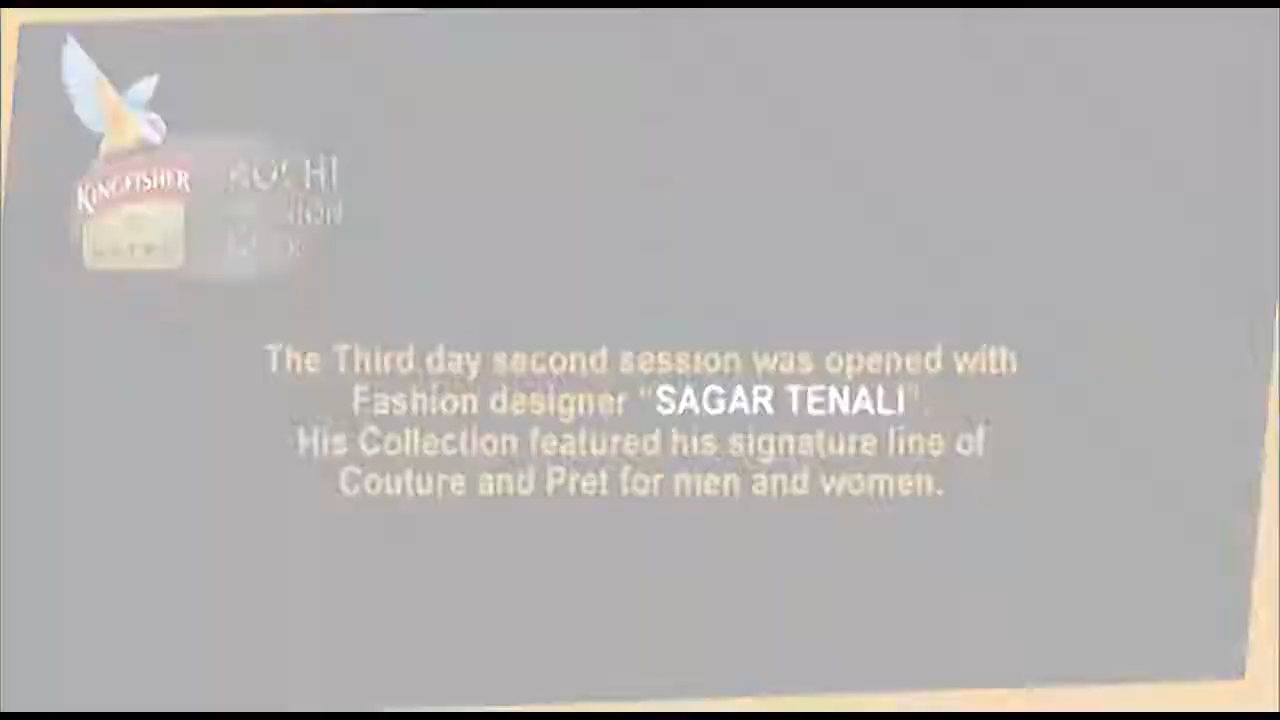 KINGFISHER
KOCHI
The Third day second session was opened with
Fashion designer "SAGAR TENALI".
His Collection featured his signature line of
Couture and Pret for men and women.